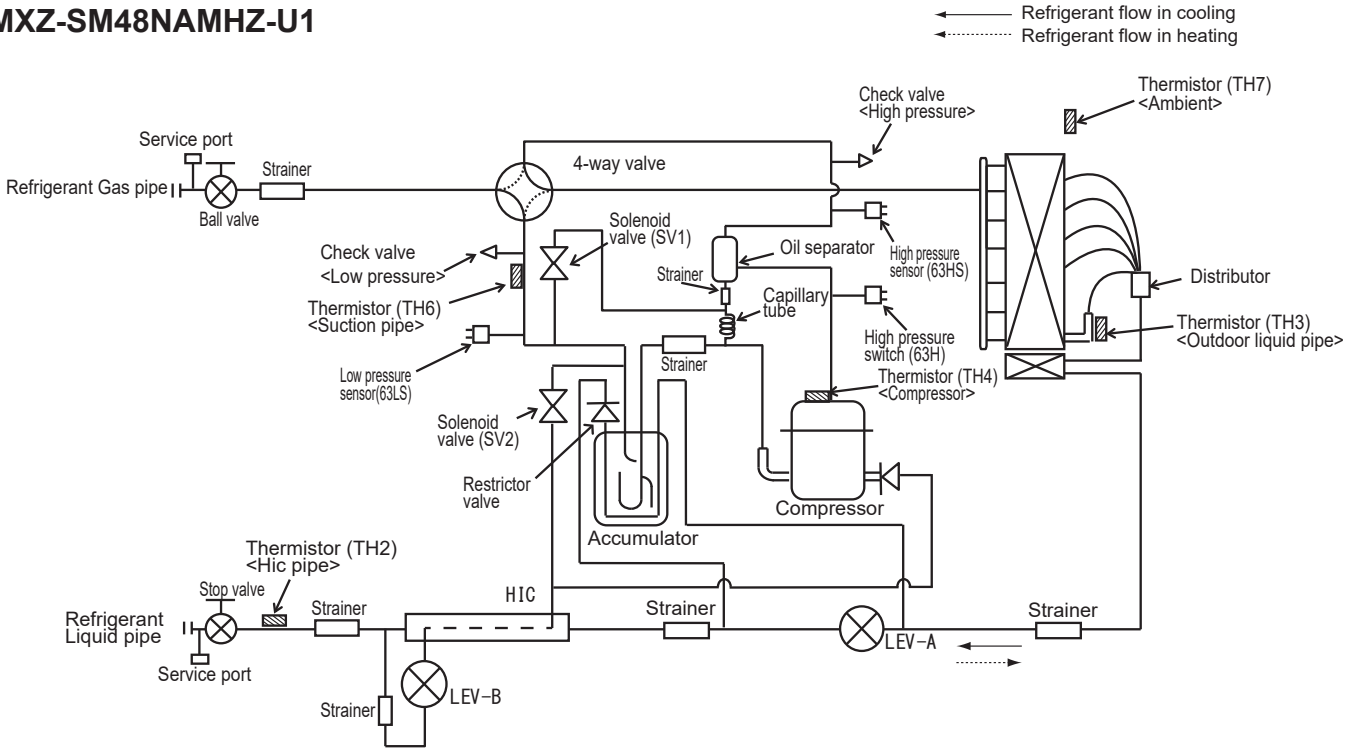 MXZ-SM48NAMHZ-U1
Refrigerant flow in cooling
Refrigerant flow in heating
Thermistor (TH7)
<Ambient>
Check valve
<High pressure>
Service port
Strainer
4-way valve
Refrigerant Gas pipe
Ball valve
Solenoid
valve (SV1)
Check valve
<Low pressure>
Oil separator
High pressure
sensor (63HS)
Strainer
Distributor
Capillary
tube
Thermistor (TH6)
<Suction pipe>
Thermistor (TH3)
<Outdoor liquid pipe>
High pressure
switch (63H)
Strainer
Low pressure
sensor(63LS)
Thermistor (TH4)
<Compressor>
Solenoid
valve (SV2)
Restrictor
valve
Compressor
Accumulator
Thermistor (TH2)
<Hic pipe>
Stop valve
HIC
Strainer
Strainer
Strainer
Refrigerant
Liquid pipe
LEV-A
Service port
LEV-B
Strainer